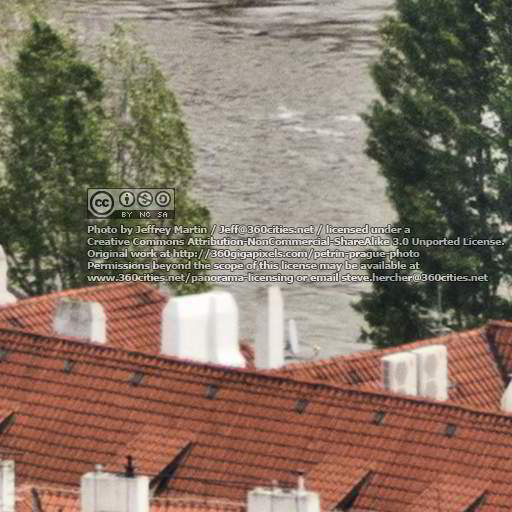 cc
BY NC SA
Photo by Jeffrey Martin / Jeff@360cities.net / licensed under a
Creative Commons Attribution-NonCommercial-ShareAlike 3.0 Unported License.
Original work at http://360gigapixels.com/petrin-prague-photo
Permissions beyond the scope of this license may be available at
www.360cities.net/panorama-licensing or email steve.hercher@360cities.net